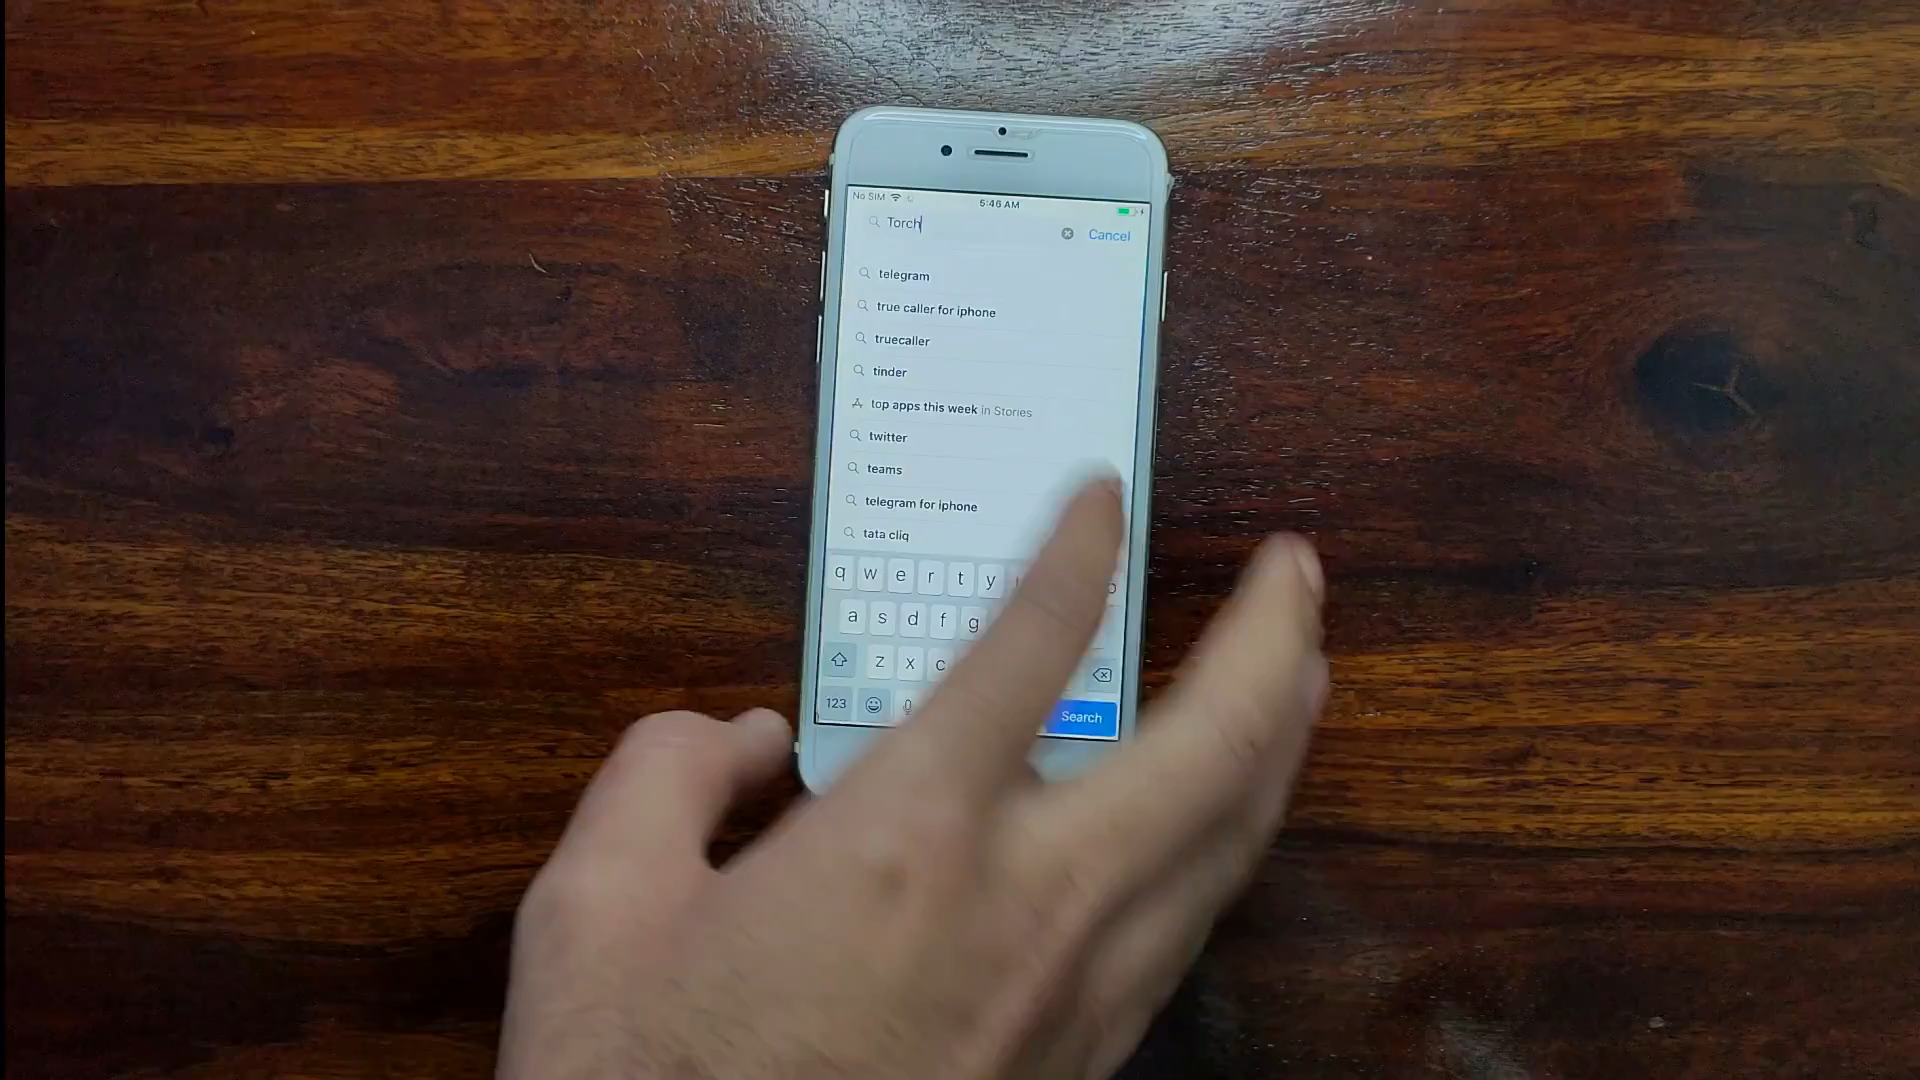 No SIM 5:46 AM
Torch
Cancel
telegram
true caller for iphone
truecaller
tinder
top apps this week in Stories
twitter
teams
telegram for iphone
tata cliq
q w e r t y
a s d f g
z x c
123
Search